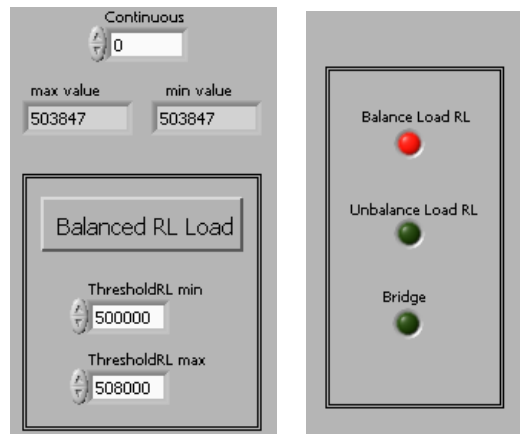 Continuous
0
max value min value
503847 503847
Balanced RL Load
ThresholdRL min
500000
ThresholdRL max
508000
Balance Load RL
Unbalance Load RL
Bridge